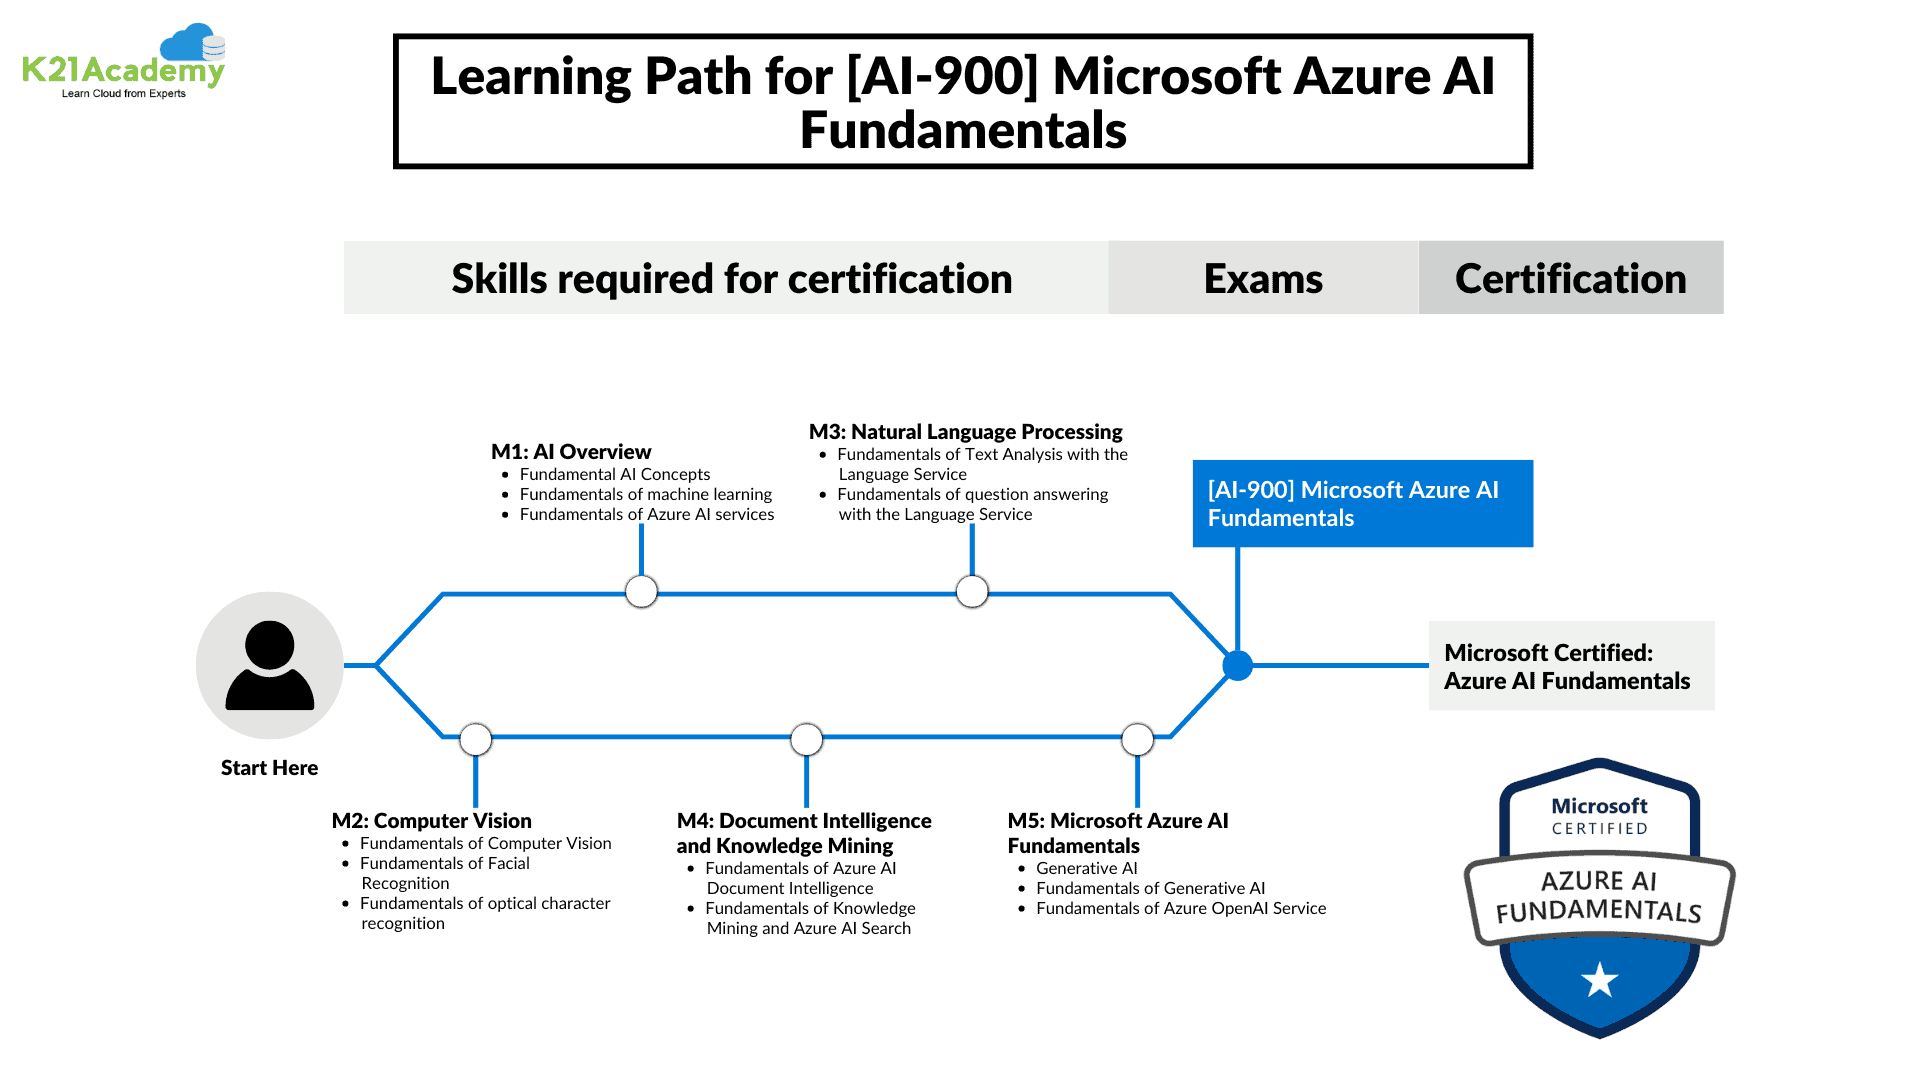 K21Academy
Learn Cloud from Experts
Learning Path for [AI-900] Microsoft Azure AI
Fundamentals
Skills required for certification
Exams
Certification
M1: AI Overview
• Fundamental AI Concepts
• Fundamentals of machine learning
• Fundamentals of Azure AI services
M3: Natural Language Processing
• Fundamentals of Text Analysis with the
Language Service
• Fundamentals of question answering
with the Language Service
[AI-900] Microsoft Azure AI
Fundamentals
Start Here
Microsoft Certified:
Azure AI Fundamentals
M2: Computer Vision
• Fundamentals of Computer Vision
• Fundamentals of Facial
Recognition
• Fundamentals of optical character
recognition
M4: Document Intelligence
and Knowledge Mining
• Fundamentals of Azure AI
Document Intelligence
• Fundamentals of Knowledge
Mining and Azure AI Search
M5: Microsoft Azure AI
Fundamentals
• Generative AI
• Fundamentals of Generative AI
• Fundamentals of Azure OpenAI Service
Microsoft
CERTIFIED
AZURE AI
FUNDAMENTALS